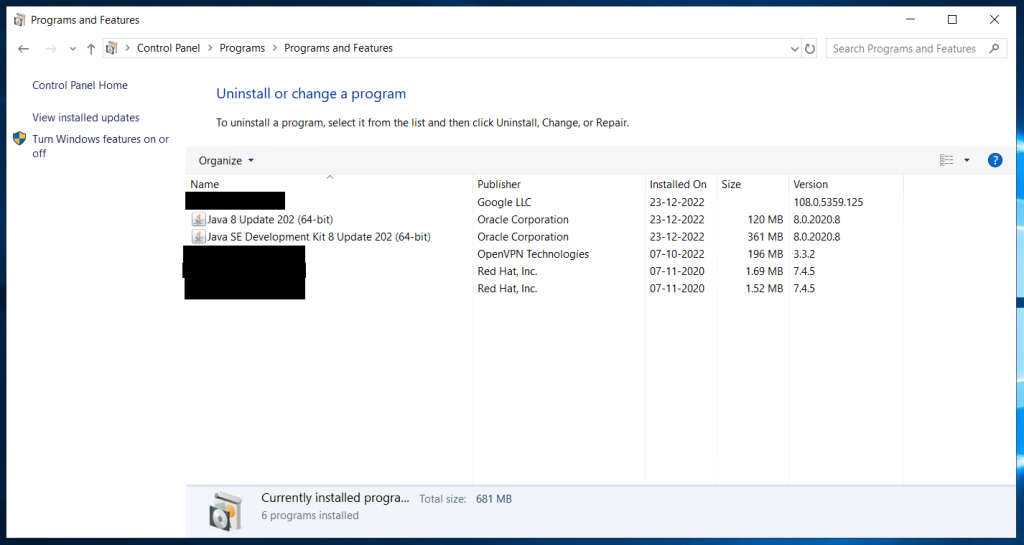 Programs and Features
Control Panel > Programs > Programs and Features
Search Programs and Features
Control Panel Home
View installed updates
Turn Windows features on or
off
Uninstall or change a program
To uninstall a program, select it from the list and then click Uninstall, Change, or Repair.
Organize
Name Publisher Installed On Size Version
Google LLC 23-12-2022 108.0.5359.125
Java 8 Update 202 (64-bit) Oracle Corporation 23-12-2022 120 MB 8.0.2020.8
Java SE Development Kit 8 Update 202 (64-bit) Oracle Corporation 23-12-2022 361 MB 8.0.2020.8
OpenVPN Technologies 07-10-2022 196 MB 3.3.2
Red Hat, Inc. 07-11-2020 1.69 MB 7.4.5
Red Hat, Inc. 07-11-2020 1.52 MB 7.4.5
Currently installed progra... Total size: 681 MB
6 programs installed